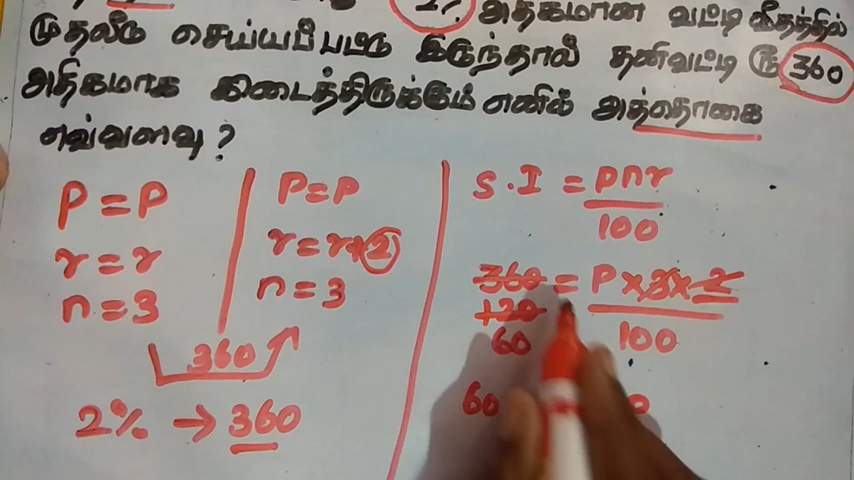 2% அதிகமான வட்டி வீதத்தில்
முதலீடு செய்யப்பட்டு இருந்தால் தனிவட்டி ரூ 360
அதிகமாக கிடைத்திருக்கும் எனில் அத்தொகை
எவ்வளவு?
P = P
r = r
n = 3
360
2% → 360
P = P
r = r+2
n = 3
S.I = Pnr
100
360 = P × 3 × 2
120
100
60
60